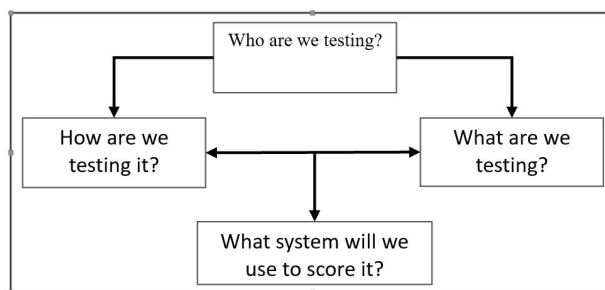 Who are we testing?
How are we
testing it?
What are we
testing?
What system will we
use to score it?